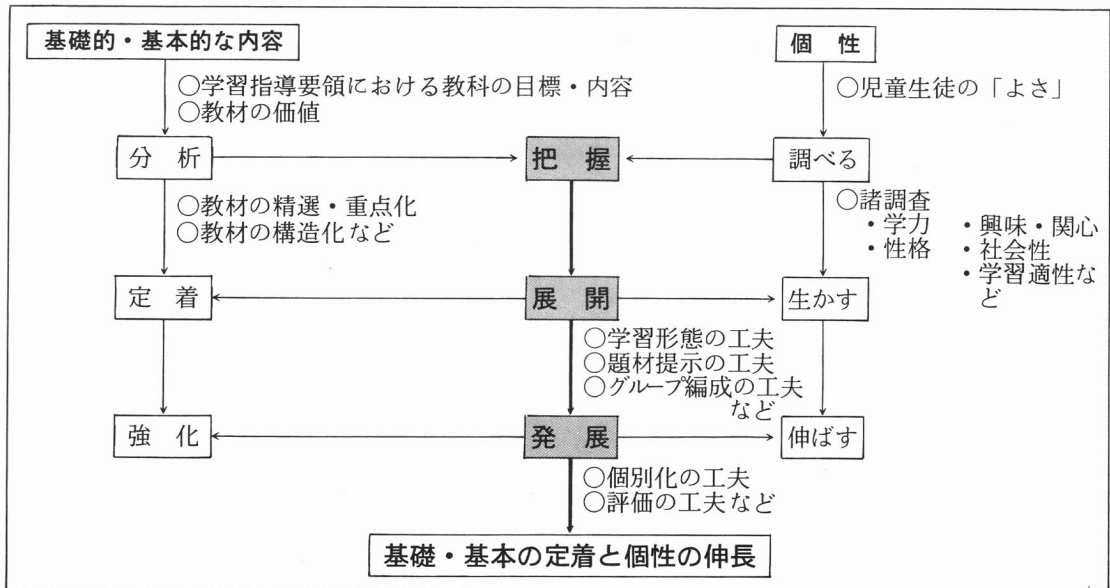 基礎的・基本的な内容
個性
○学習指導要領における教科の目標・内容
○教材の価値
○児童生徒の「よさ」
分析
把握
調べる
○教材の精選・重点化
○教材の構造化など
○諸調査
・学力
・興味・関心
・性格
・社会性
・学習適性な
ど
定着
展開
生かす
○学習形態の工夫
○題材提示の工夫
○グループ編成の工夫
など
強化
発展
伸ばす
○個別化の工夫
○評価の工夫など
基礎・基本の定着と個性の伸長